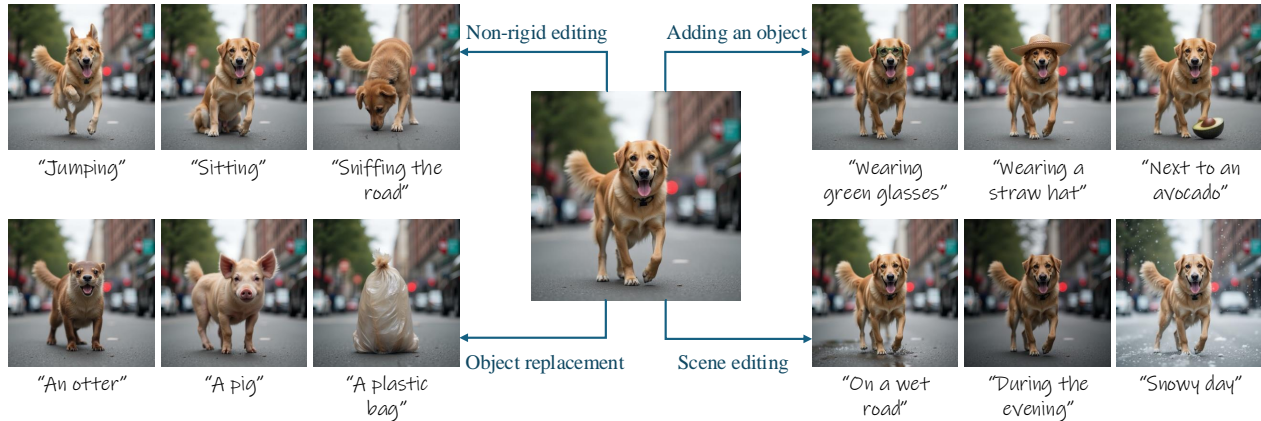 Non-rigid editing
Adding an object
“Jumping”
“Sitting”
“Sniffing the
road”
“Wearing
green glasses”
“Wearing a
straw hat”
“Next to an
avocado”
Object replacement
Scene editing
“An otter”
“A pig”
“A plastic
bag”
“On a wet
road”
“During the
evening”
“Snowy day”